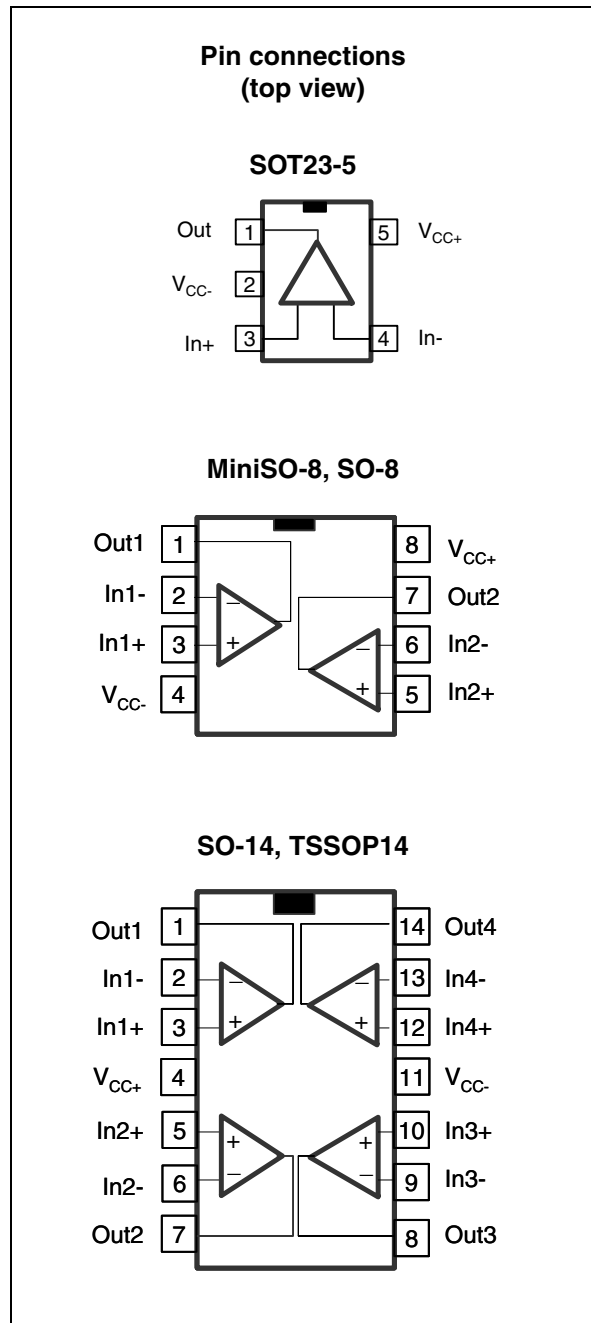 Pin connections
(top view)
SOT23-5
Out 1 5 VCC+
VCC- 2
In+ 3 4 In-
MiniSO-8, SO-8
Out1 1 8 VCC+
In1- 2 − 7 Out2
In1+ 3 + − 6 In2-
VCC- 4 + 5 In2+
SO-14, TSSOP14
Out1 1 14 Out4
In1- 2 − − 13 In4-
In1+ 3 + + 12 In4+
VCC+ 4 11 VCC-
In2+ 5 + + 10 In3+
In2- 6 − − 9 In3-
Out2 7 8 Out3